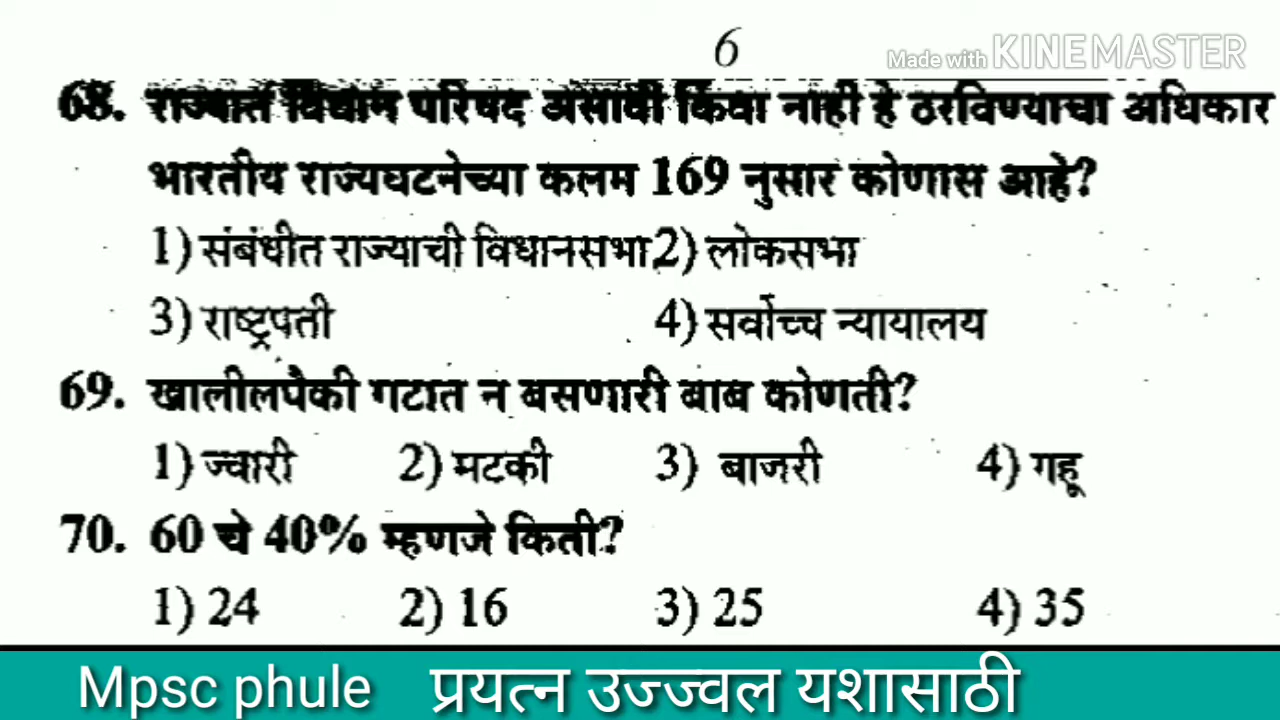 6
Made with KINEMASTER
68. राज्यात विधान परिषद असावी किंवा नाही हे ठरविण्याचा अधिकार
भारतीय राज्यघटनेच्या कलम 169 नुसार कोणास आहे?
1) संबंधीत राज्याची विधानसभा 2) लोकसभा
3) राष्ट्रपती 4) सर्वोच्च न्यायालय
69. खालीलपैकी गटात न बसणारी बाब कोणती?
1) ज्वारी 2) मटकी 3) बाजरी 4) गहू
70. 60 चे 40% म्हणजे किती?
1) 24 2) 16 3) 25 4) 35
Mpsc phule प्रयत्न उज्ज्वल यशासाठी